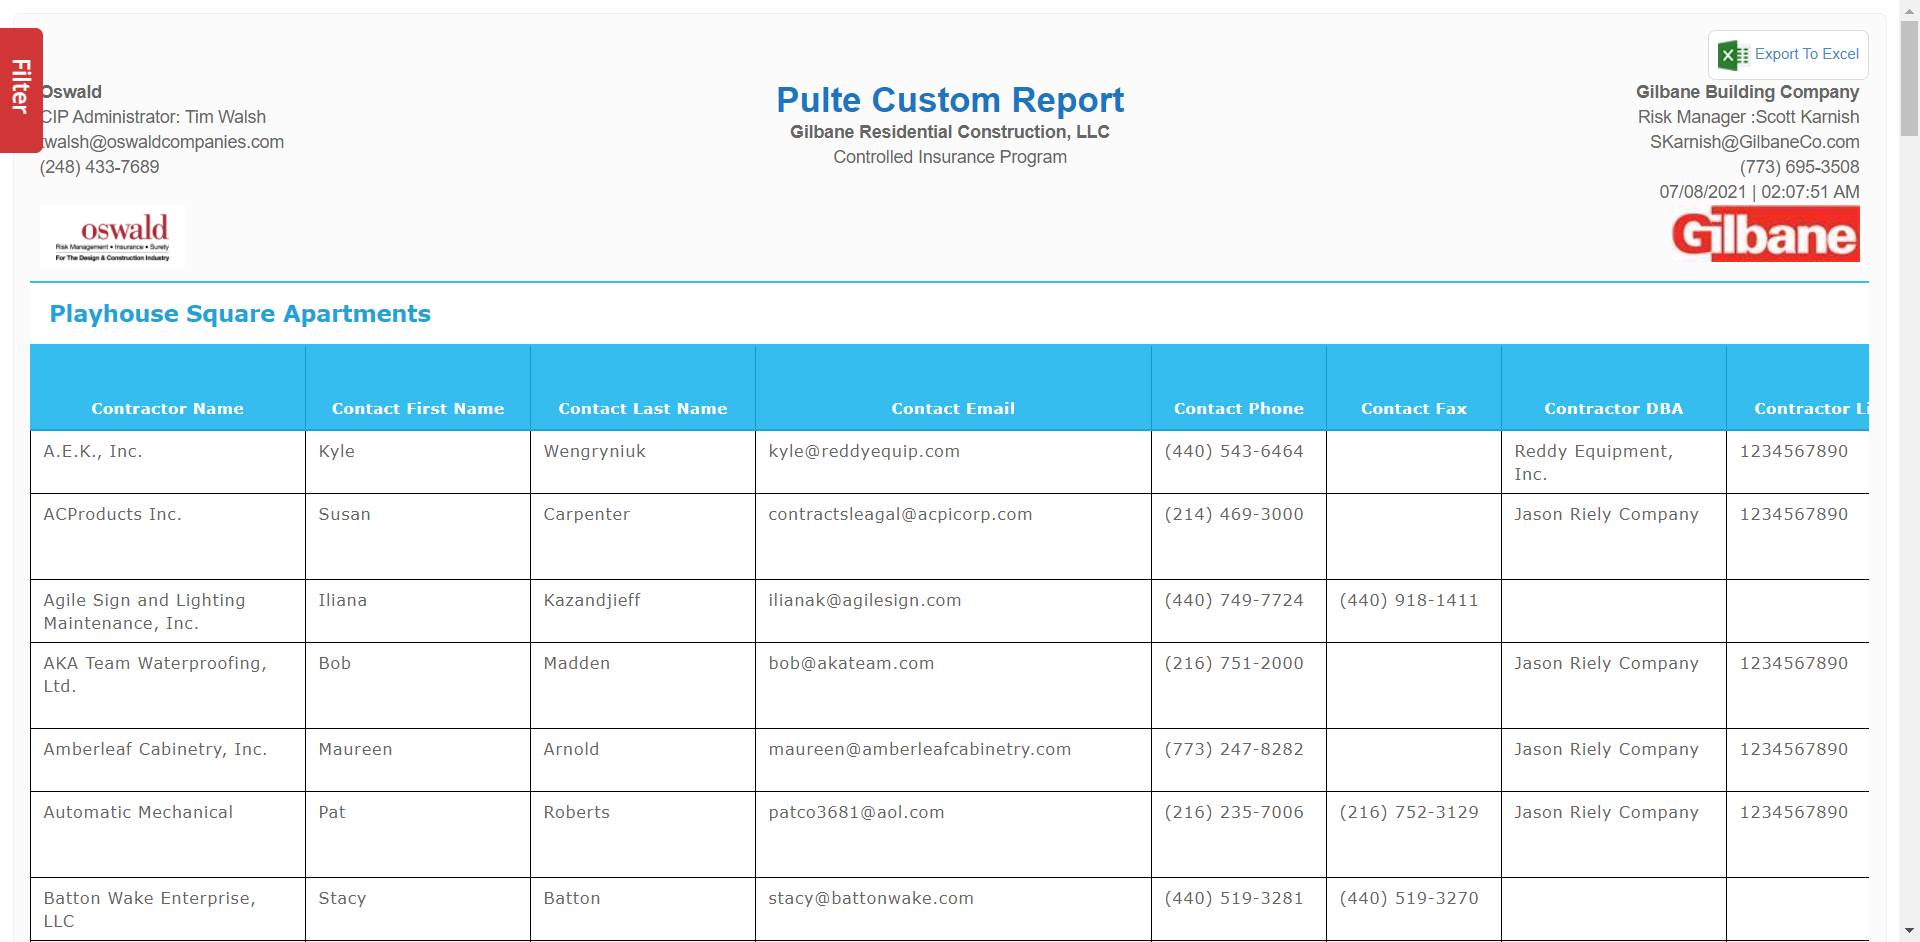 Filter
Export To Excel
Oswald
CIP Administrator: Tim Walsh
twalsh@oswaldcompanies.com
(248) 433-7689
Pulte Custom Report
Gilbane Residential Construction, LLC
Controlled Insurance Program
Gilbane Building Company
Risk Manager :Scott Karnish
SKarnish@GilbaneCo.com
(773) 695-3508
07/08/2021 | 02:07:51 AM
oswald
Risk Management • Insurance • Surety
For The Design & Construction Industry
Gilbane
Playhouse Square Apartments
Contractor Name Contact First Name Contact Last Name Contact Email Contact Phone Contact Fax Contractor DBA Contractor Li
A.E.K., Inc. Kyle Wengryniuk kyle@reddyequip.com (440) 543-6464 Reddy Equipment, 1234567890
Inc.
ACProducts Inc. Susan Carpenter contractsleagal@acpicorp.com (214) 469-3000 Jason Riely Company 1234567890
Agile Sign and Lighting Iliana Kazandjieff ilianak@agilesign.com (440) 749-7724 (440) 918-1411
Maintenance, Inc.
AKA Team Waterproofing, Bob Madden bob@akateam.com (216) 751-2000 Jason Riely Company 1234567890
Ltd.
Amberleaf Cabinetry, Inc. Maureen Arnold maureen@amberleafcabinetry.com (773) 247-8282 Jason Riely Company 1234567890
Automatic Mechanical Pat Roberts patco3681@aol.com (216) 235-7006 (216) 752-3129 Jason Riely Company 1234567890
Batton Wake Enterprise, Stacy Batton stacy@battonwake.com (440) 519-3281 (440) 519-3270
LLC